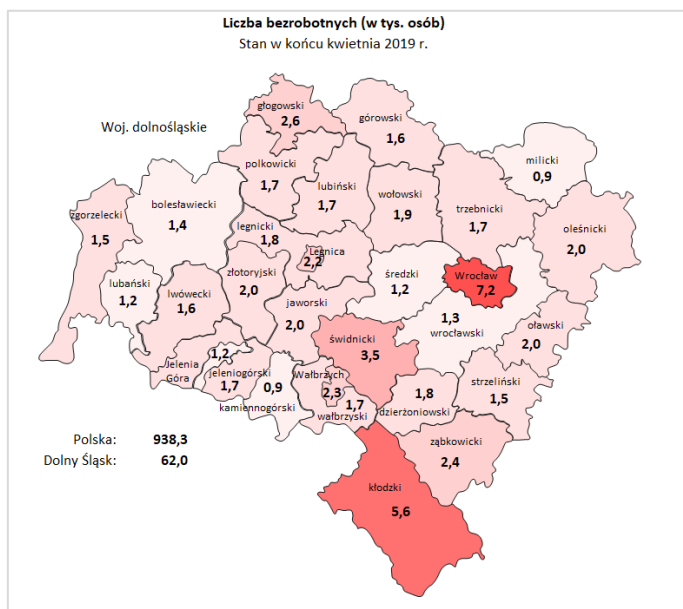 Liczba bezrobotnych (w tys. osób)
Stan w końcu kwietnia 2019 r.
Woj. dolnośląskie
głogowski
2,6
górowski
1,6
milicki
0,9
polkowicki
1,7
lubiński
1,7
wołowski
1,9
trzebnicki
1,7
oleśnicki
2,0
bolesławiecki
1,4
zgorzelecki
1,5
legnicki
1,8
Legnica
2,2
średzki
1,2
Wrocław
7,2
lubański
1,2
lwówecki
1,6
złotoryjski
2,0
jaworski
2,0
1,3
wrocławski
oławski
2,0
świdnicki
3,5
Jelenia
Góra
1,2
jeleniogórski
1,7
0,9
kamiennogórski
Wałbrzych
2,3
1,7
wałbrzyski
1,8
dzierżoniowski
strzeliński
1,5
ząbkowicki
2,4
kłodzki
5,6
Polska: 938,3
Dolny Śląsk: 62,0